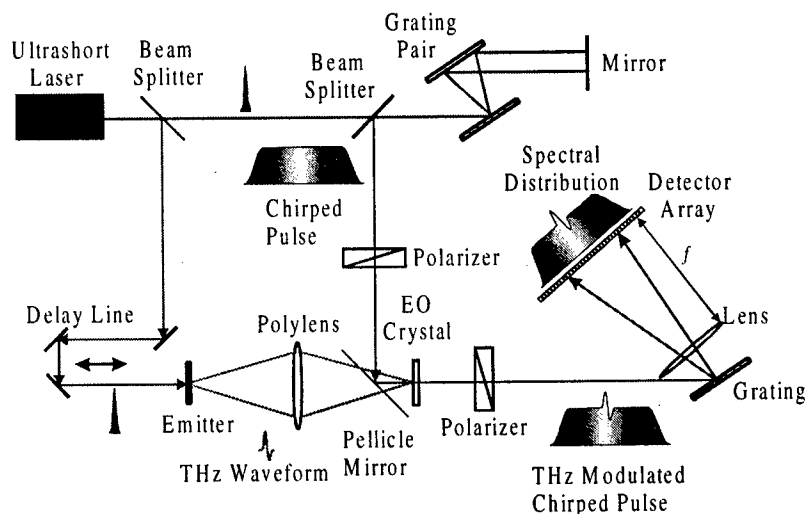 Ultrashort
Laser
Beam
Splitter
Beam
Splitter
Grating
Pair
Mirror
Chirped
Pulse
Polarizer
Spectral
Distribution
Detector
Array
f
Lens
Grating
Delay Line
Polylens
EO
Crystal
Emitter
THz Waveform
Pellicle
Mirror
Polarizer
THz Modulated
Chirped Pulse